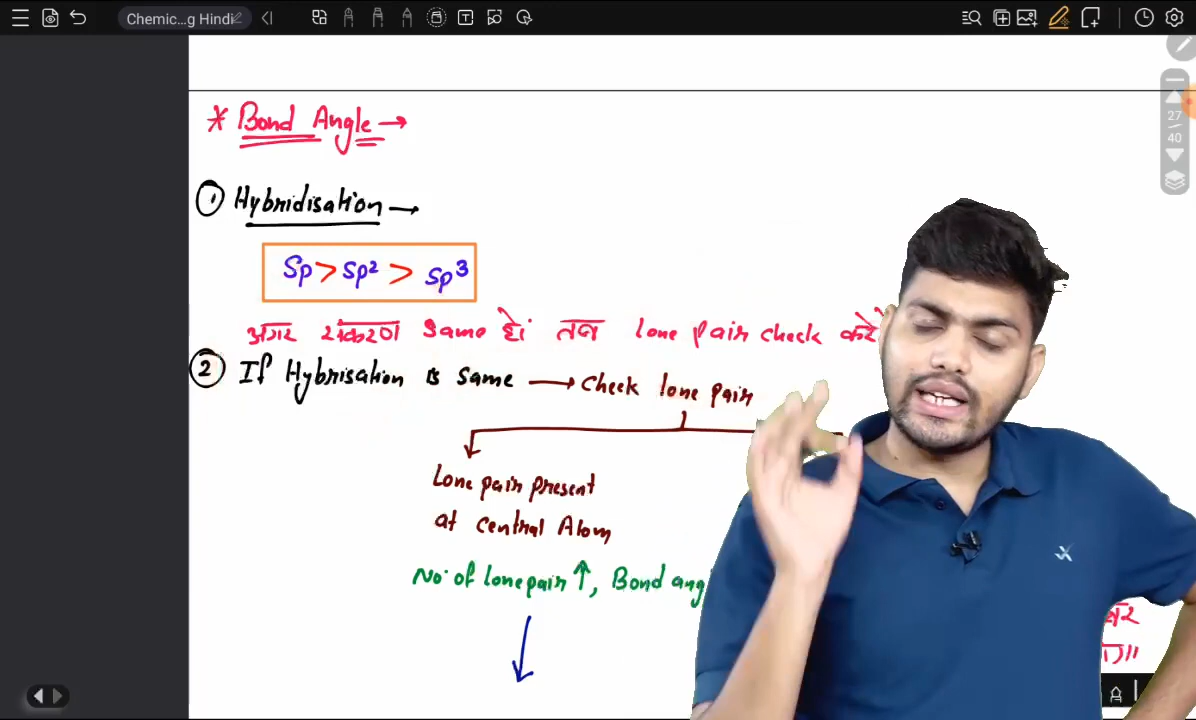 Chemic...g Hindi
27
40
* Bond Angle →
① Hybridisation →
Sp > Sp² > Sp³
अगर संकरण Same हो तब lone pair check करे
② If Hybrisation is same → Check lone pair
Lone pair present
at central Atom
No. of lone pair ↑, Bond ang